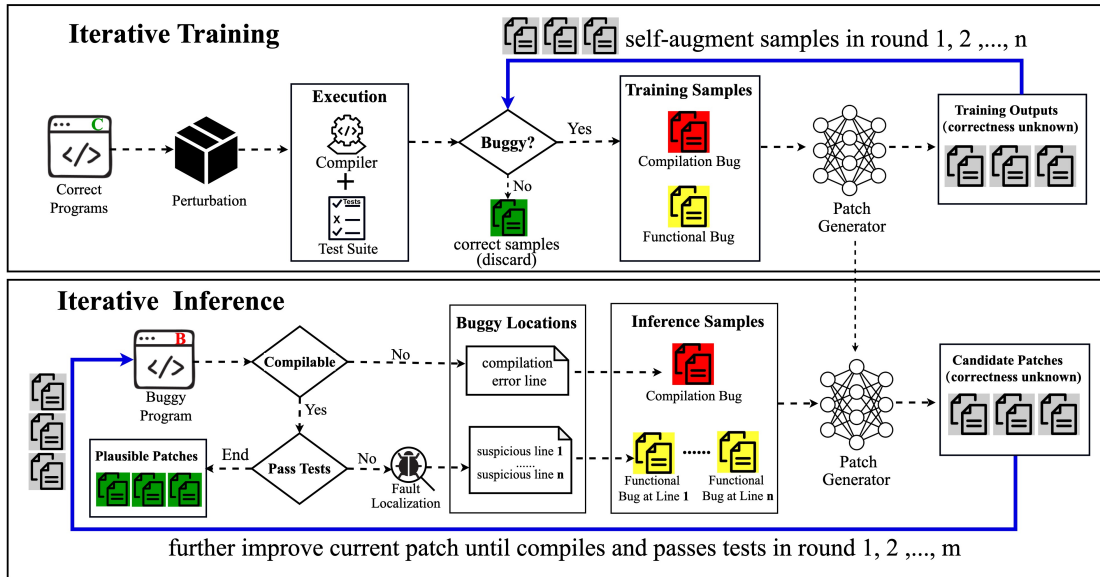 Iterative Training
self-augment samples in round 1, 2 ,..., n
C
Correct
Programs
Perturbation
Execution
Compiler
+
Tests
Test Suite
Buggy?
Yes
No
correct samples
(discard)
Training Samples
Compilation Bug
Functional Bug
Patch
Generator
Training Outputs
(correctness unknown)
Iterative Inference
B
Buggy
Program
Compilable
No
Yes
Pass Tests
End
No
Plausible Patches
Fault
Localization
Buggy Locations
compilation
error line
suspicious line 1
......
suspicious line n
Inference Samples
Compilation Bug
......
Functional
Bug at Line 1
Functional
Bug at Line n
Patch
Generator
Candidate Patches
(correctness unknown)
further improve current patch until compiles and passes tests in round 1, 2 ,..., m